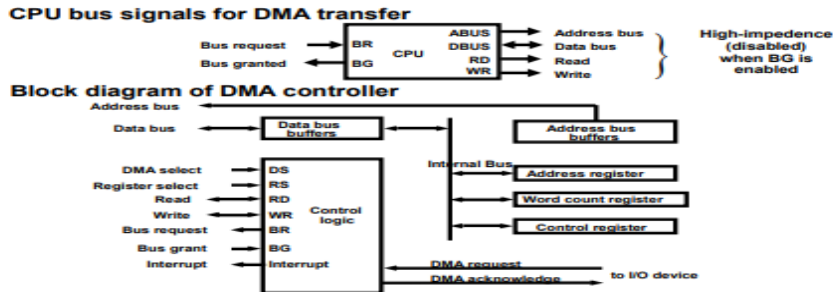 CPU bus signals for DMA transfer
Bus request
BR
CPU
ABUS
Address bus
Bus granted
BG
DBUS
Data bus
RD
Read
WR
Write
High-impedence
(disabled)
when BG is
enabled
Block diagram of DMA controller
Address bus
Data bus
Data bus
buffers
Address bus
buffers
Internal Bus
DMA select
DS
Register select
RS
Read
RD
Write
WR
Bus request
BR
Bus grant
BG
Interrupt
Interrupt
Control
logic
Address register
Word count register
Control register
DMA request
DMA acknowledge
to I/O device